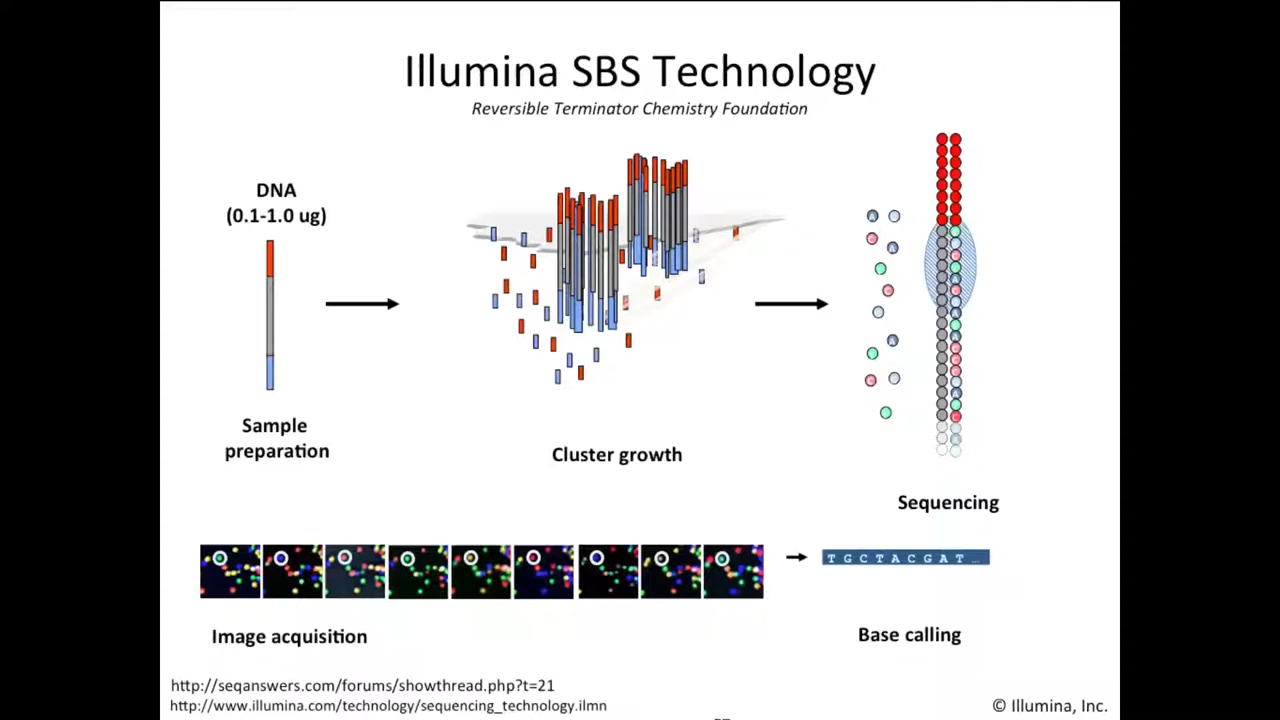 Illumina SBS Technology
Reversible Terminator Chemistry Foundation
DNA
(0.1-1.0 ug)
Sample
preparation
Cluster growth
Sequencing
T G C T A C G A T ...
Image acquisition
Base calling
http://seqanswers.com/forums/showthread.php?t=21
http://www.illumina.com/technology/sequencing_technology.ilmn
© Illumina, Inc.